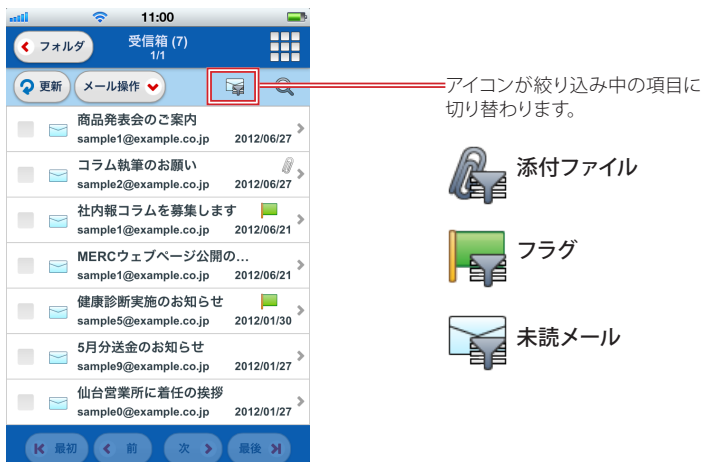 11:00
フォルダ
受信箱 (7)
1/1
更新
メール操作
商品発表会のご案内
sample1@example.co.jp 2012/06/27
コラム執筆のお願い
sample2@example.co.jp 2012/06/27
社内報コラムを募集します
sample1@example.co.jp 2012/06/21
MERCウェブページ公開の...
sample1@example.co.jp 2012/06/21
健康診断実施のお知らせ
sample5@example.co.jp 2012/01/30
5月分送金のお知らせ
sample9@example.co.jp 2012/01/27
仙台営業所に着任の挨拶
sample0@example.co.jp 2012/01/27
最初 前 次 最後
アイコンが絞り込み中の項目に
切り替わります。
添付ファイル
フラグ
未読メール